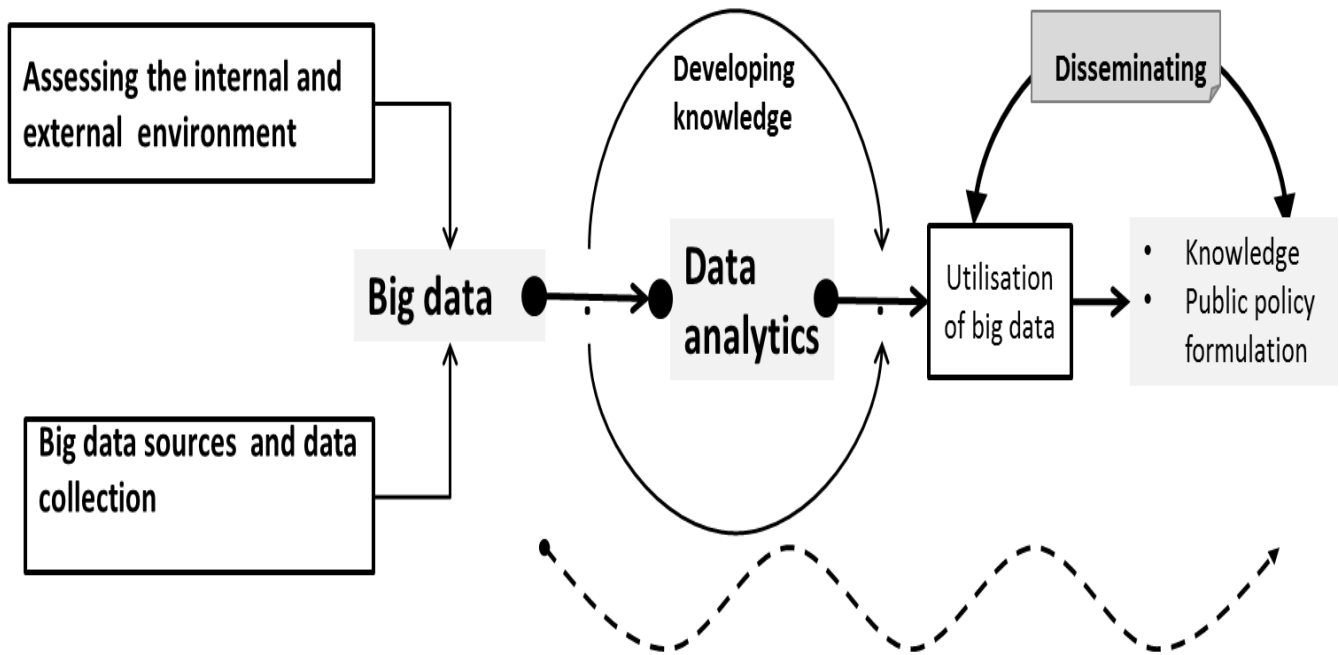 Assessing the internal and
external environment
Big data sources and data
collection
Big data
Developing
knowledge
Data
analytics
Disseminating
Utilisation
of big data
• Knowledge
• Public policy
formulation